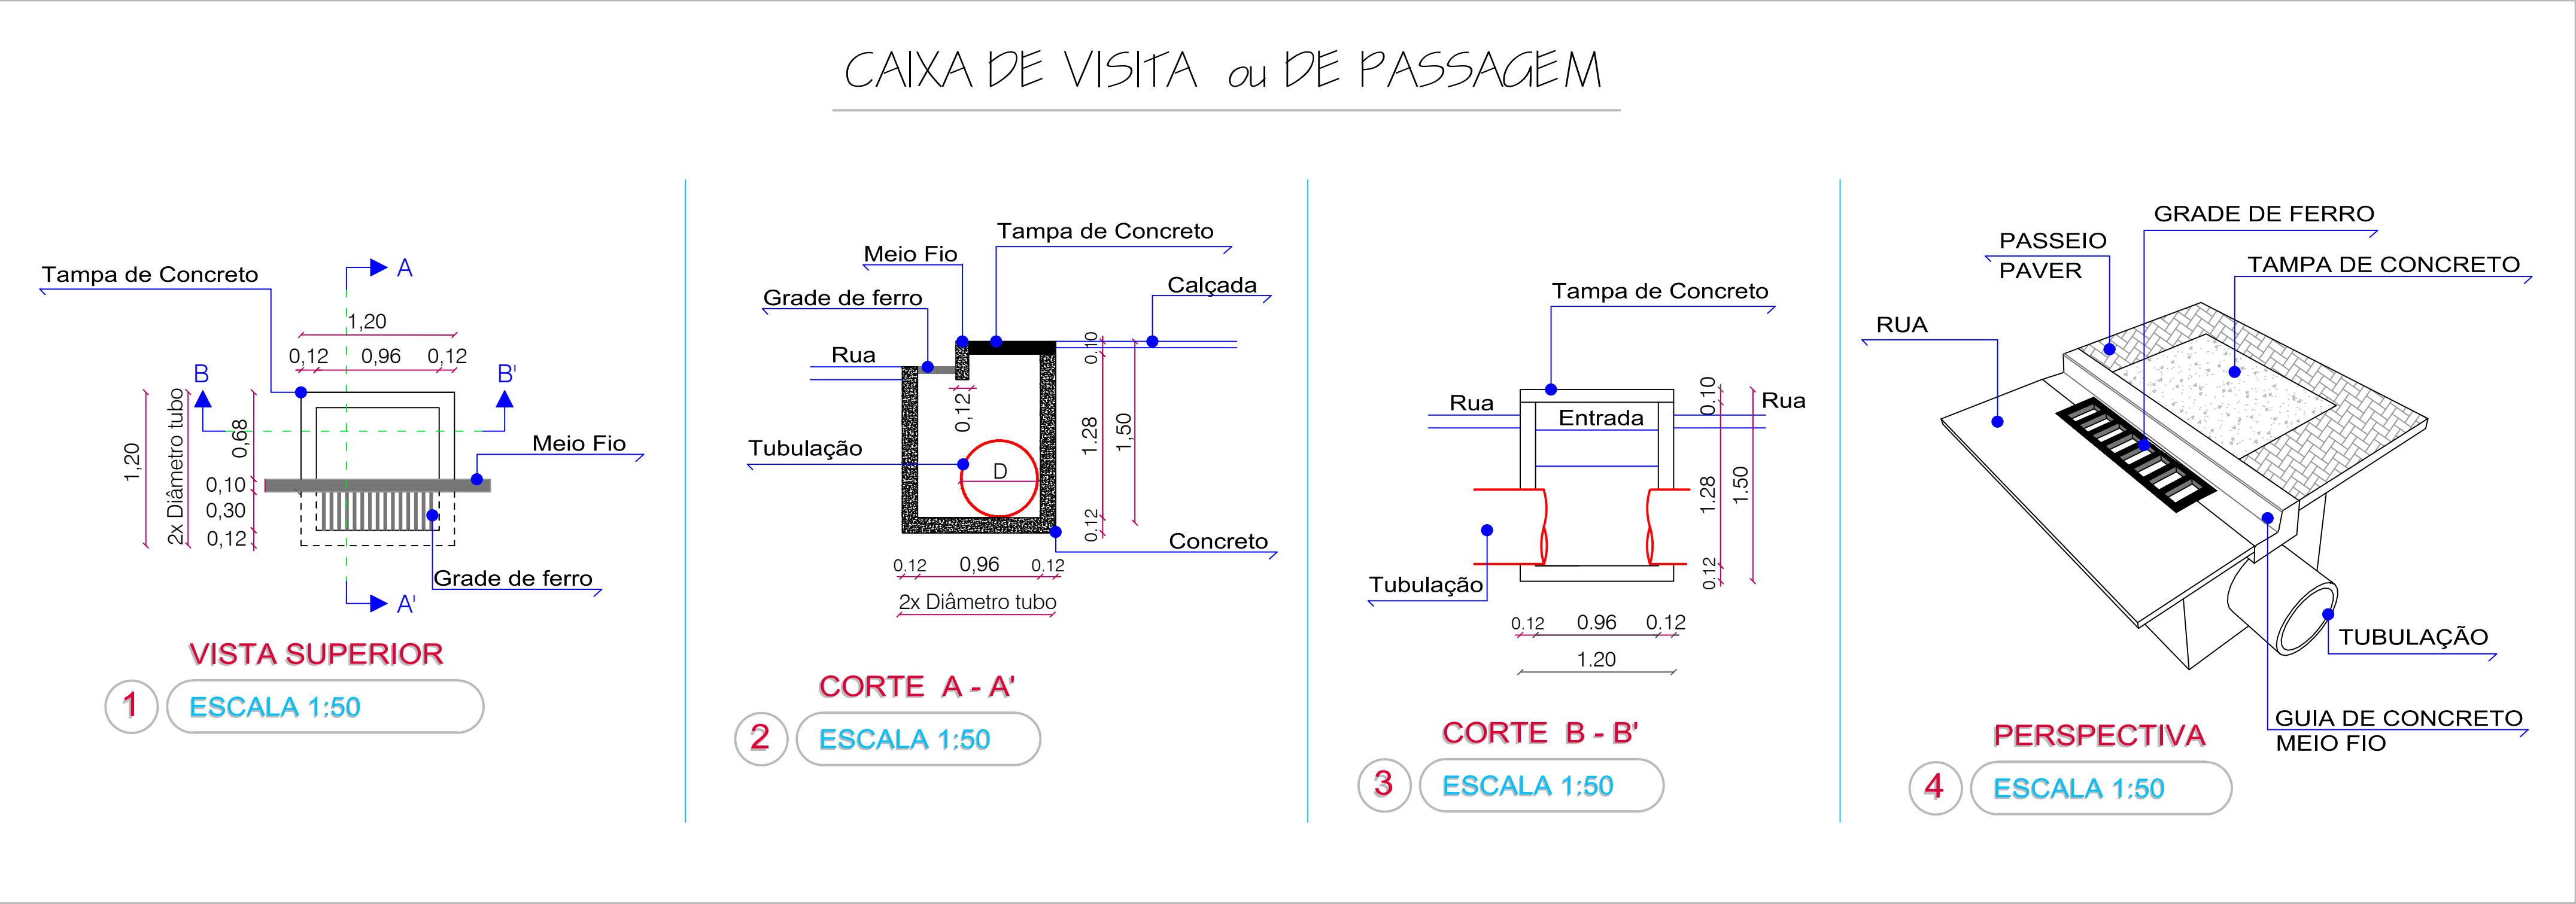 CAIXA DE VISITA ou DE PASSAGEM
Tampa de Concreto
A
1,20
0,12 0,96 0,12
B
B'
1,20
2x Diâmetro tubo
0,68
0,10
0,30
0,12
Meio Fio
Grade de ferro
A'
VISTA SUPERIOR
1
ESCALA 1:50
Tampa de Concreto
Meio Fio
Calçada
Grade de ferro
Rua
0.10
0,12
1.28
1,50
Tubulação
D
0.12
Concreto
0.12 0,96 0.12
2x Diâmetro tubo
CORTE A - A'
2
ESCALA 1:50
Tampa de Concreto
Rua
Entrada
0.10
Rua
1.28
1.50
Tubulação
0.12
0.12 0.96 0.12
1.20
CORTE B - B'
3
ESCALA 1:50
GRADE DE FERRO
PASSEIO
PAVER
TAMPA DE CONCRETO
RUA
TUBULAÇÃO
GUIA DE CONCRETO
MEIO FIO
PERSPECTIVA
4
ESCALA 1:50